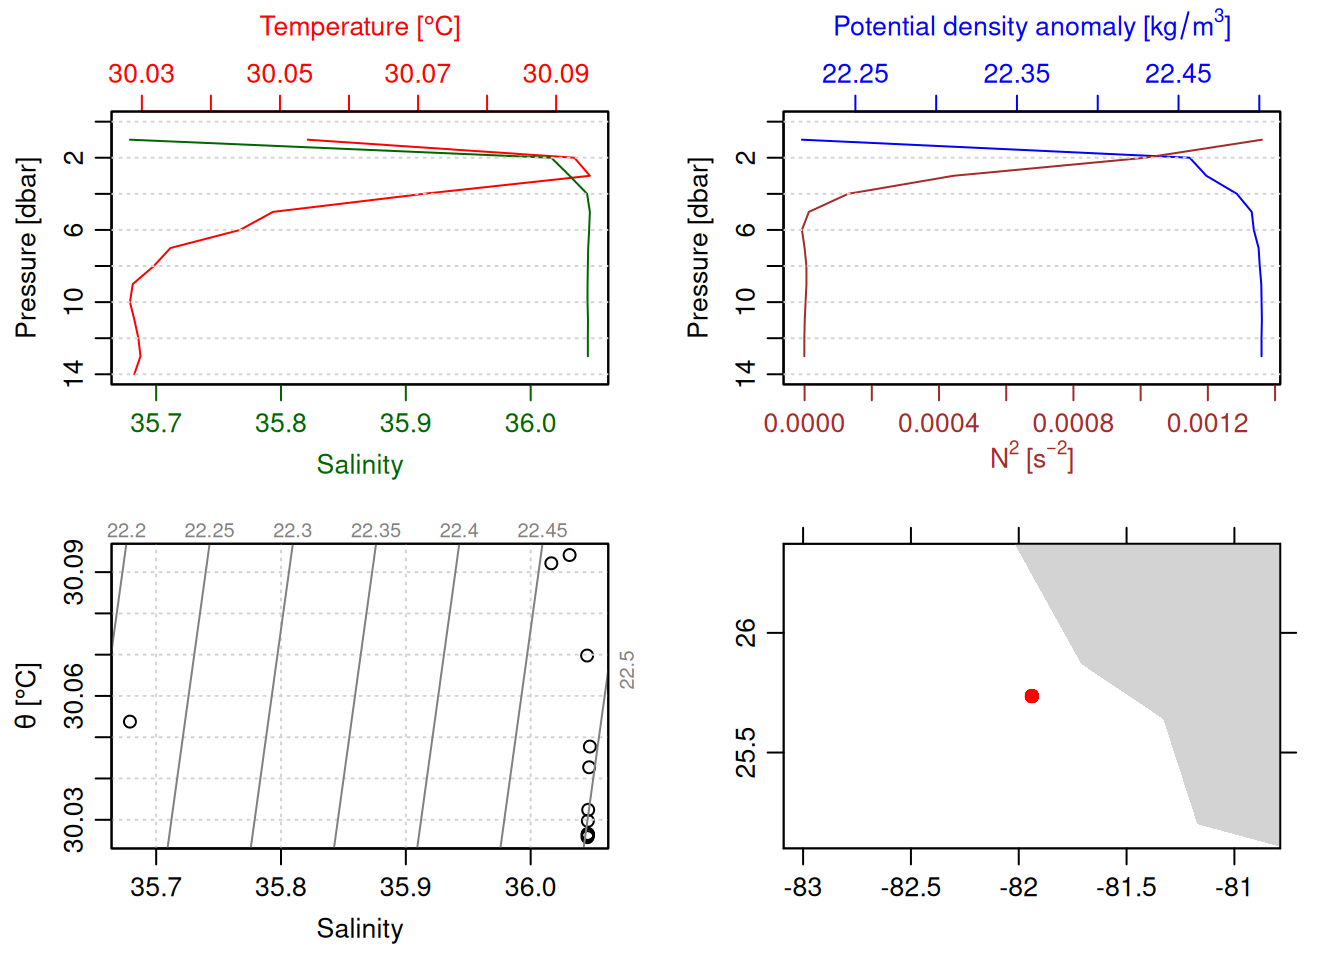 Temperature [°C]
30.03 30.05 30.07 30.09
Pressure [dbar]
2
6
10
14
35.7 35.8 35.9 36.0
Salinity
Potential density anomaly [kg/m³]
22.25 22.35 22.45
Pressure [dbar]
2
6
10
14
0.0000 0.0004 0.0008 0.0012
N² [s⁻²]
22.2 22.25 22.3 22.35 22.4 22.45
22.5
θ [°C]
30.09
30.06
30.03
35.7 35.8 35.9 36.0
Salinity
26
25.5
-83 -82.5 -82 -81.5 -81